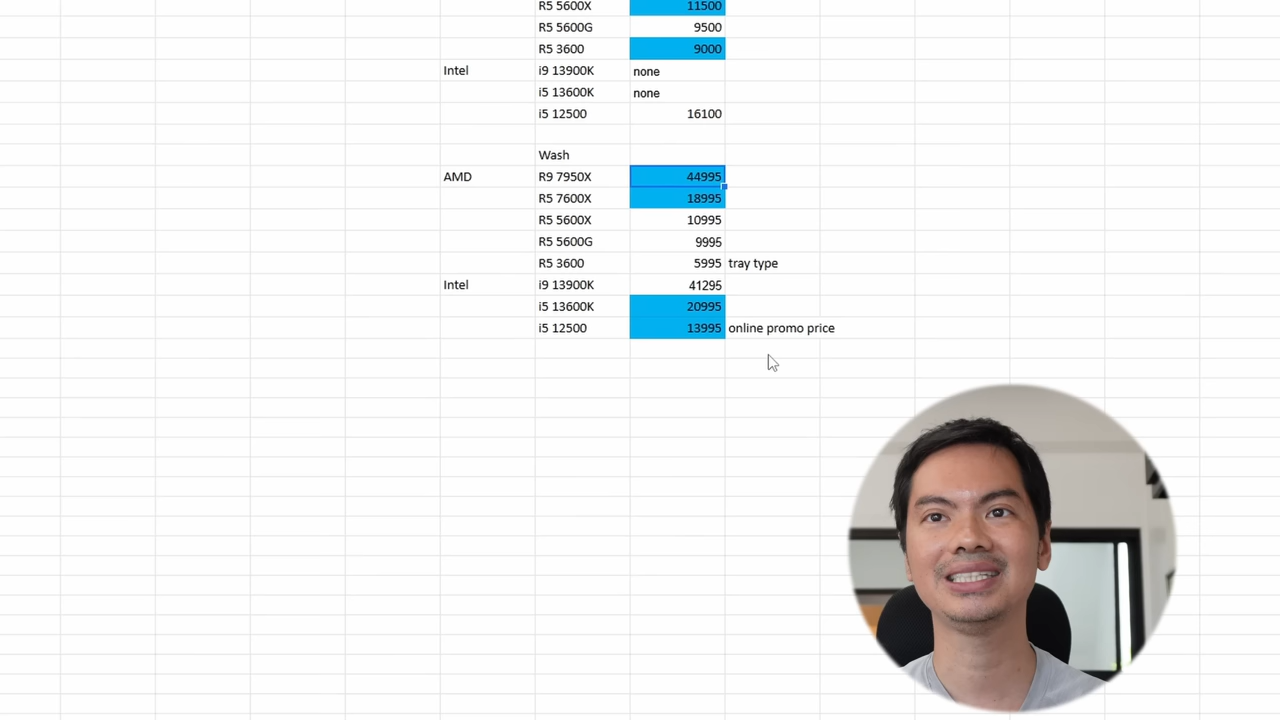 R5 5600X 11500
R5 5600G 9500
R5 3600 9000
Intel i9 13900K none
i5 13600K none
i5 12500 16100
Wash
AMD R9 7950X 44995
R5 7600X 18995
R5 5600X 10995
R5 5600G 9995
R5 3600 5995 tray type
Intel i9 13900K 41295
i5 13600K 20995
i5 12500 13995 online promo price